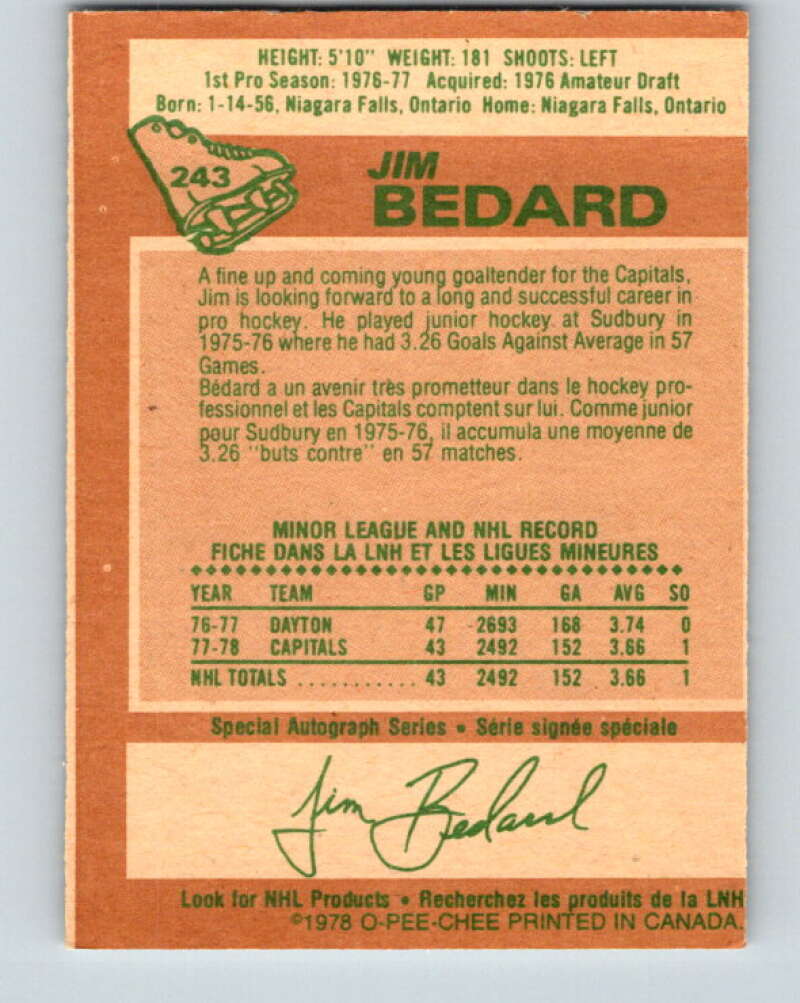 HEIGHT: 5'10" WEIGHT: 181 SHOOTS: LEFT
1st Pro Season: 1976-77 Acquired: 1976 Amateur Draft
Born: 1-14-56, Niagara Falls, Ontario Home: Niagara Falls, Ontario
243
JIM
BEDARD
A fine up and coming young goaltender for the Capitals,
Jim is looking forward to a long and successful career in
pro hockey. He played junior hockey at Sudbury in
1975-76 where he had 3.26 Goals Against Average in 57
Games.
Bédard a un avenir très prometteur dans le hockey pro-
fessionnel et les Capitals comptent sur lui. Comme junior
pour Sudbury en 1975-76, il accumula une moyenne de
3.26 "buts contre" en 57 matches.
MINOR LEAGUE AND NHL RECORD
FICHE DANS LA LNH ET LES LIGUES MINEURES
YEAR TEAM GP MIN GA AVG SO
76-77 DAYTON 47 2693 168 3.74 0
77-78 CAPITALS 43 2492 152 3.66 1
NHL TOTALS ........... 43 2492 152 3.66 1
Special Autograph Series • Série signée spéciale
Jim Bedard
Look for NHL Products • Recherchez les produits de la LNH
©1978 O-PEE-CHEE PRINTED IN CANADA.